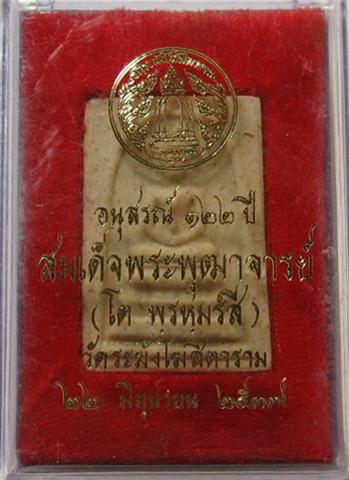 อนุสรณ์ ๑๒๒ ปี
สมเด็จพระพุฒาจารย์
(โต พรหมรังสี)
วัดระฆังโฆสิตาราม
๒๒ มิถุนายน ๒๕๓๗